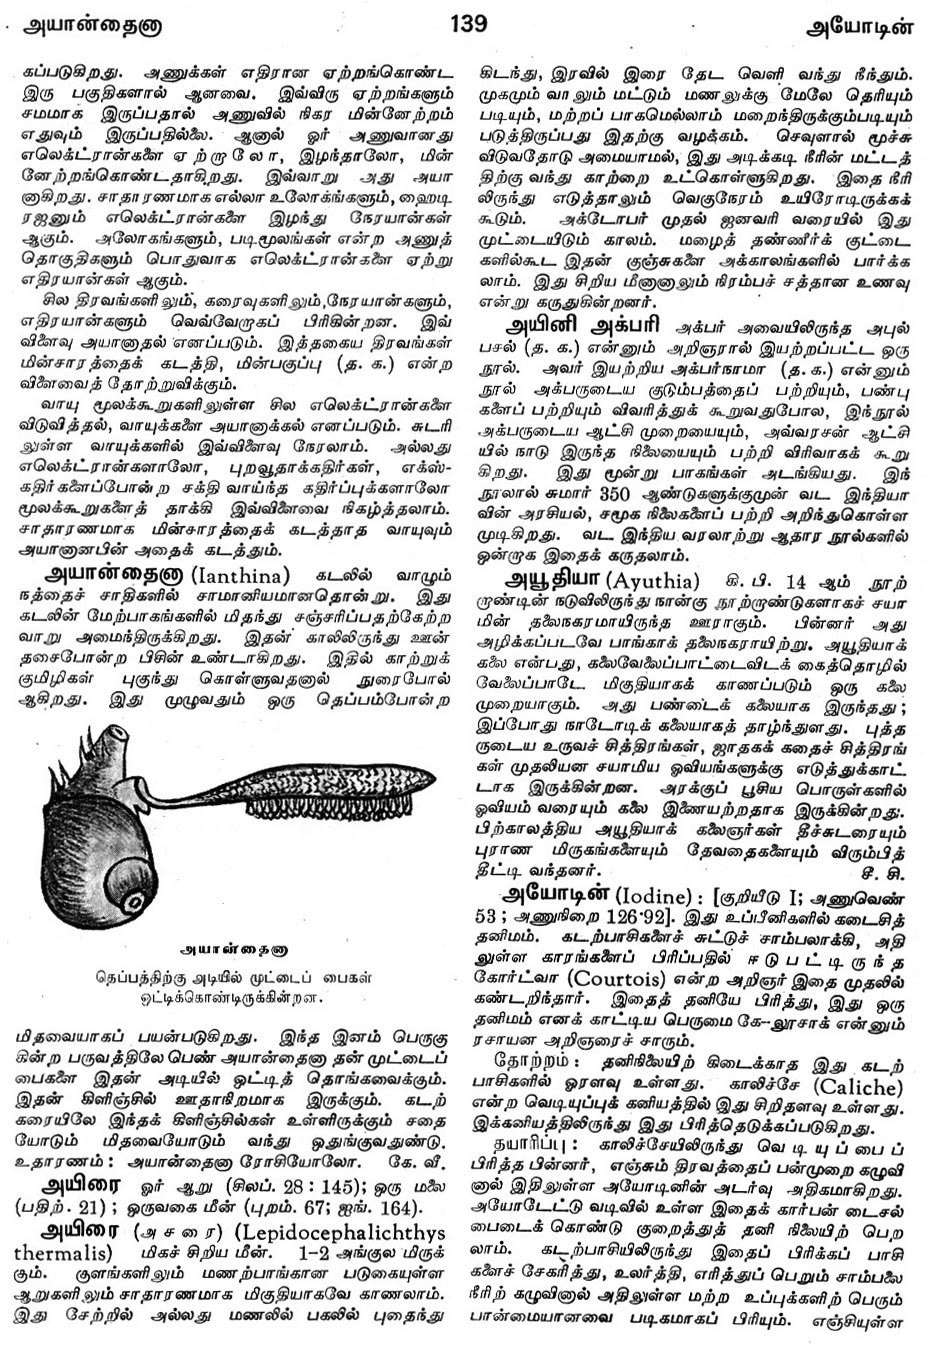 அயான்தைனா
139
அயோடின்
கப்படுகிறது. அணுக்கள் எதிரான ஏற்றங்கொண்ட
இரு பகுதிகளால் ஆனவை. இவ்விரு ஏற்றங்களும்
சமமாக இருப்பதால் அணுவில் நிகர மின்னேற்றம்
எதுவும் இருப்பதில்லை. ஆனால் ஓர் அணுவானது
எலெக்ட்ரான்களை ஏற்றாலோ, இழந்தாலோ, மின்
னேற்றங்கொண்டதாகிறது. இவ்வாறு அது அயா
னாகிறது. சாதாரணமாக எல்லா உலோகங்களும், ஹைடி
ரஜனும் எலெக்ட்ரான்களை இழந்து நேரயான்கள்
ஆகும். அலோகங்களும், படிமூலங்கள் என்ற அணுத்
தொகுதிகளும் பொதுவாக எலெக்ட்ரான்களை ஏற்று
எதிரயான்கள் ஆகும்.
சில திரவங்களிலும், கரைவுகளிலும், நேரயான்களும்,
எதிரயான்களும் வெவ்வேறாகப் பிரிகின்றன. இவ்
விளைவு அயானாதல் எனப்படும். இத்தகைய திரவங்கள்
மின்சாரத்தைக் கடத்தி, மின்பகுப்பு (த. க.) என்ற
விளைவைத் தோற்றுவிக்கும்.
வாயு மூலக்கூறுகளிலுள்ள சில எலெக்ட்ரான்களை
விடுவித்தல், வாயுக்களை அயானாக்கல் எனப்படும். சுடரி
லுள்ள வாயுக்களில் இவ்விளைவு நேரலாம். அல்லது
எலெக்ட்ரான்களாலோ, புறவூதாக்கதிர்கள், எக்ஸ்-
கதிர்களைப்போன்ற சக்தி வாய்ந்த கதிர்ப்புக்களாலோ
மூலக்கூறுகளைத் தாக்கி இவ்விளைவை நிகழ்த்தலாம்.
சாதாரணமாக மின்சாரத்தைக் கடத்தாத வாயுவும்
அயானானபின் அதைக் கடத்தும்.
அயான்தைனா (Ianthina) கடலில் வாழும்
நத்தைச் சாதிகளில் சாமானியமானதொன்று. இது
கடலின் மேற்பாகங்களில் மிதந்து சஞ்சரிப்பதற்கேற்ற
வாறு அமைந்திருக்கிறது. இதன் காலிலிருந்து ஊன்
தசைபோன்ற பிசின் உண்டாகிறது. இதில் காற்றுக்
குமிழிகள் புகுந்து கொள்ளுவதனால் நுரைபோல்
ஆகிறது. இது முழுவதும் ஒரு தெப்பம்போன்ற
அயான்தைனா
தெப்பத்திற்கு அடியில் முட்டைப் பைகள்
ஒட்டிக்கொண்டிருக்கின்றன.
மிதவையாகப் பயன்படுகிறது. இந்த இனம் பெருகு
கின்ற பருவத்திலே பெண் அயான்தைனா தன் முட்டைப்
பைகளை இதன் அடியில் ஒட்டித் தொங்கவைக்கும்.
இதன் கிளிஞ்சில் ஊதாநிறமாக இருக்கும். கடற்
கரையிலே இந்தக் கிளிஞ்சில்கள் உள்ளிருக்கும் சதை
யோடும் மிதவையோடும் வந்து ஒதுங்குவதுண்டு.
உதாரணம் : அயான்தைனா ரோசியோலோ. கே. வீ.
அயிரை ஓர் ஆறு (சிலப். 28 : 145); ஒரு மலை
(பதிற். 21) ; ஒருவகை மீன் (புறம். 67; ஐங். 164).
அயிரை (அசரை) (Lepidocephalichthys
thermalis) மிகச் சிறிய மீன். 1-2 அங்குல மிருக்
கும். குளங்களிலும் மணற்பாங்கான படுகையுள்ள
ஆறுகளிலும் சாதாரணமாக மிகுதியாகவே காணலாம்.
இது சேற்றில் அல்லது மணலில் பகலில் புதைந்து
கிடந்து, இரவில் இரை தேட வெளி வந்து நீந்தும்.
முகமும் வாலும் மட்டும் மணலுக்கு மேலே தெரியும்
படியும், மற்றப் பாகமெல்லாம் மறைந்திருக்கும்படியும்
படுத்திருப்பது இதற்கு வழக்கம். செவுளால் மூச்சு
விடுவதோடு அமையாமல், இது அடிக்கடி நீரின் மட்டத்
திற்கு வந்து காற்றை உட்கொள்ளுகிறது. இதை நீரி
லிருந்து எடுத்தாலும் வெகுநேரம் உயிரோடிருக்கக்
கூடும். அக்டோபர் முதல் ஜனவரி வரையில் இது
முட்டையிடும் காலம். மழைத் தண்ணீர்க் குட்டை
களில்கூட இதன் குஞ்சுகளை அக்காலங்களில் பார்க்க
லாம். இது சிறிய மீனானாலும் நிரம்பச் சத்தான உணவு
என்று கருதுகின்றனர்.
அயினி அக்பரி அக்பர் அவையிலிருந்த அபுல்
பசல் (த. க.) என்னும் அறிஞரால் இயற்றப்பட்ட ஒரு
நூல். அவர் இயற்றிய அக்பர்நாமா (த. க.) என்னும்
நூல் அக்பருடைய குடும்பத்தைப் பற்றியும், பண்பு
களைப் பற்றியும் விவரித்துக் கூறுவதுபோல, இந்நூல்
அக்பருடைய ஆட்சி முறையையும், அவ்வரசன் ஆட்சி
யில் நாடு இருந்த நிலையையும் பற்றி விரிவாகக் கூறு
கிறது. இது மூன்று பாகங்கள் அடங்கியது. இந்
நூலால் சுமார் 350 ஆண்டுகளுக்குமுன் வட இந்தியா
வின் அரசியல், சமூக நிலைகளைப் பற்றி அறிந்துகொள்ள
முடிகிறது. வட இந்திய வரலாற்று ஆதார நூல்களில்
ஒன்றாக இதைக் கருதலாம்.
அயூதியா (Ayuthia) கி. பி. 14 ஆம் நூற்
றாண்டின் நடுவிலிருந்து நான்கு நூற்றாண்டுகளாகச் சயா
மின் தலைநகரமாயிருந்த ஊராகும். பின்னர் அது
அழிக்கப்படவே பாங்காக் தலைநகராயிற்று. அயூதியாக்
கலை என்பது, கலைவேலைப்பாட்டைவிடக் கைத்தொழில்
வேலைப்பாடே மிகுதியாகக் காணப்படும் ஒரு கலை
முறையாகும். அது பண்டைக் கலையாக இருந்தது ;
இப்போது நாடோடிக் கலையாகத் தாழ்ந்துளது. புத்த
ருடைய உருவச் சித்திரங்கள், ஜாதகக் கதைச் சித்திரங்
கள் முதலியன சயாமிய ஓவியங்களுக்கு எடுத்துக்காட்
டாக இருக்கின்றன. அரக்குப் பூசிய பொருள்களில்
ஓவியம் வரையும் கலை இணையற்றதாக இருக்கின்றது.
பிற்காலத்திய அயூதியாக் கலைஞர்கள் தீச்சுடரையும்
புராண மிருகங்களையும் தேவதைகளையும் விரும்பித்
தீட்டி வந்தனர். சீ. சி.
அயோடின் (Iodine) : [குறியீடு I; அணுவெண்
53 ; அணுநிறை 126·92]. இது உப்பீனிகளில் கடைசித்
தனிமம். கடற்பாசிகளைச் சுட்டுச் சாம்பலாக்கி, அதி
லுள்ள காரங்களைப் பிரிப்பதில் ஈடுபட்டிருந்த
கோர்ட்வா (Courtois) என்ற அறிஞர் இதை முதலில்
கண்டறிந்தார். இதைத் தனியே பிரித்து, இது ஒரு
தனிமம் எனக் காட்டிய பெருமை கே-லூசாக் என்னும்
ரசாயன அறிஞரைச் சாரும்.
தோற்றம் : தனிநிலையிற் கிடைக்காத இது கடற்
பாசிகளில் ஓரளவு உள்ளது. காலிச்சே (Caliche)
என்ற வெடியுப்புக் கனியத்தில் இது சிறிதளவு உள்ளது.
இக்கனியத்திலிருந்து இது பிரித்தெடுக்கப்படுகிறது.
தயாரிப்பு : காலிச்சேயிலிருந்து வெடியுப்பைப்
பிரித்த பின்னர், எஞ்சும் திரவத்தைப் பன்முறை கழுவி
னால் இதிலுள்ள அயோடினின் அடர்வு அதிகமாகிறது.
அயோடேட்டு வடிவில் உள்ள இதைக் கார்பன் டைசல்
பைடைக் கொண்டு குறைத்துத் தனி நிலையிற் பெற
லாம். கடற்பாசியிலிருந்து இதைப் பிரிக்கப் பாசி
களைச் சேகரித்து, உலர்த்தி, எரித்துப் பெறும் சாம்பலை
நீரிற் கழுவினால் அதிலுள்ள மற்ற உப்புக்களிற் பெரும்
பான்மையானவை படிகமாகப் பிரியும். எஞ்சியுள்ள